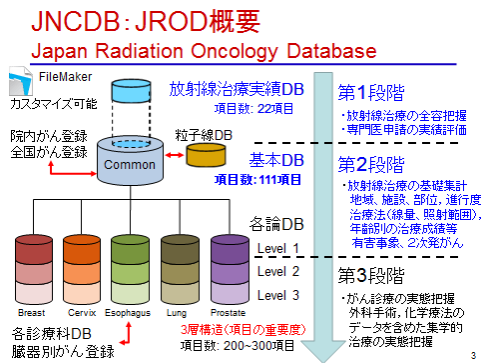 JNCDB：JROD概要
Japan Radiation Oncology Database
FileMaker
カスタマイズ可能
放射線治療実績DB
項目数: 22項目
第1段階
・放射線治療の全容把握
・専門医申請の実績評価
院内がん登録
全国がん登録
粒子線DB
Common
基本DB
項目数:111項目
第2段階
・放射線治療の基礎集計
地域、施設、部位，進行度
治療法（線量、照射範囲），
年齢別の治療成績等
有害事象、2次発がん
各論DB
Level 1
Level 2
Level 3
Breast
Cervix
Esophagus
Lung
Prostate
第3段階
・がん診療の実態把握
外科手術，化学療法の
データを含めた集学的
治療の実態把握
各診療科DB
臓器別がん登録
3層構造（項目の重要度）
項目数: 200~300項目
3